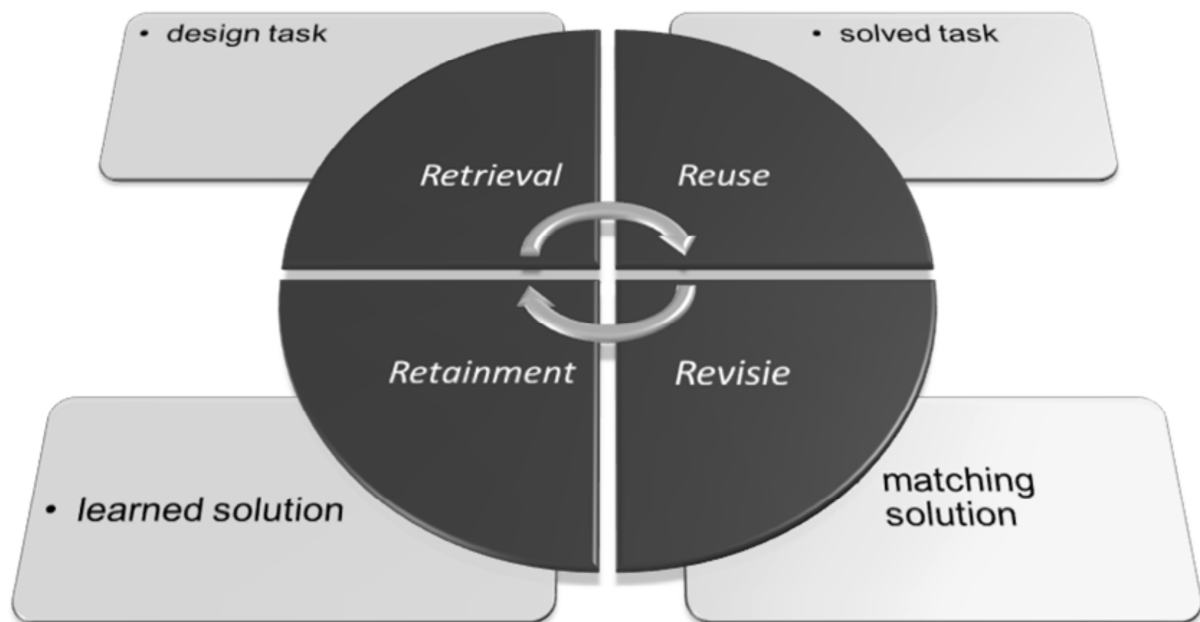 • design task
• solved task
Retrieval
Reuse
Retainment
Revisie
• learned solution
matching
solution